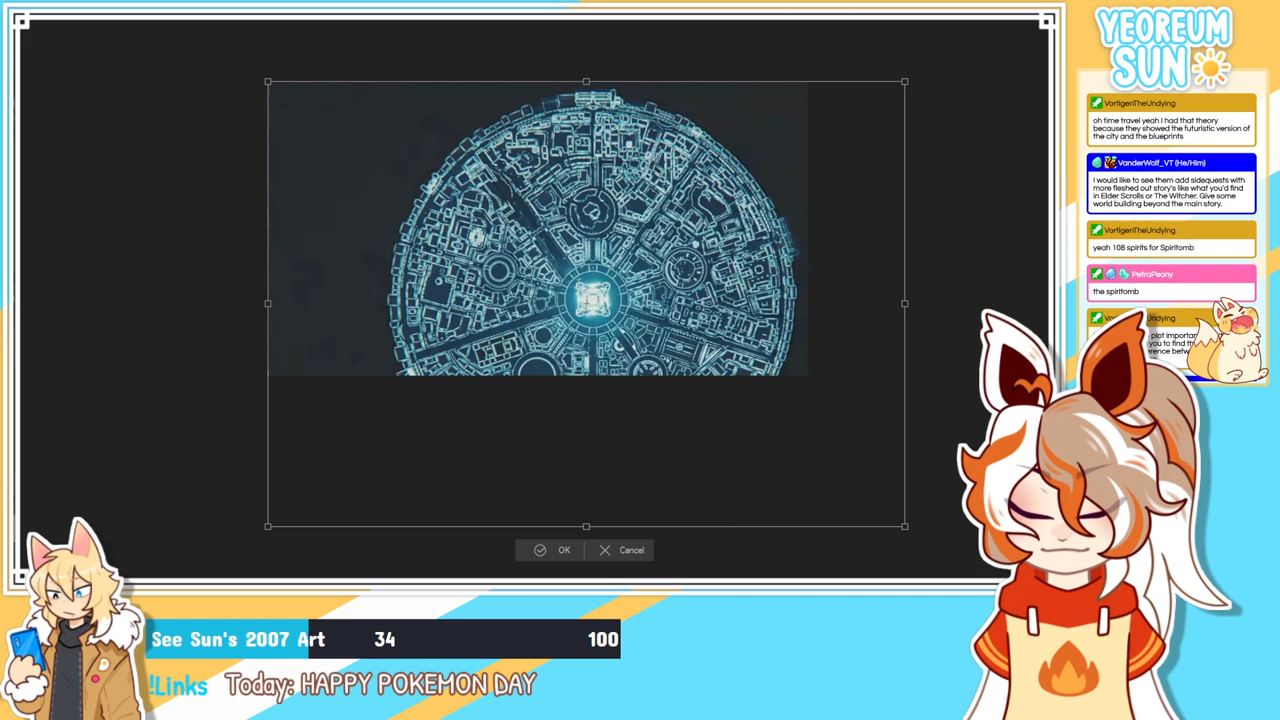 YEOREUM
SUN
VortigenTheUndying
oh time travel yeah I had that theory
because they showed the futuristic version of
the city and the blueprints
VanderWolf_VT (He/Him)
I would like to see them add sidequests with
more fleshed out story's like what you'd find
in Elder Scrolls or The Witcher. Give some
world building beyond the main story.
VortigenTheUndying
yeah 108 spirits for Spiritomb
PetraPeony
the spiritomb
plot
you to find
OK
Cancel
See Sun's 2007 Art 34 100
!Links Today: HAPPY POKEMON DAY